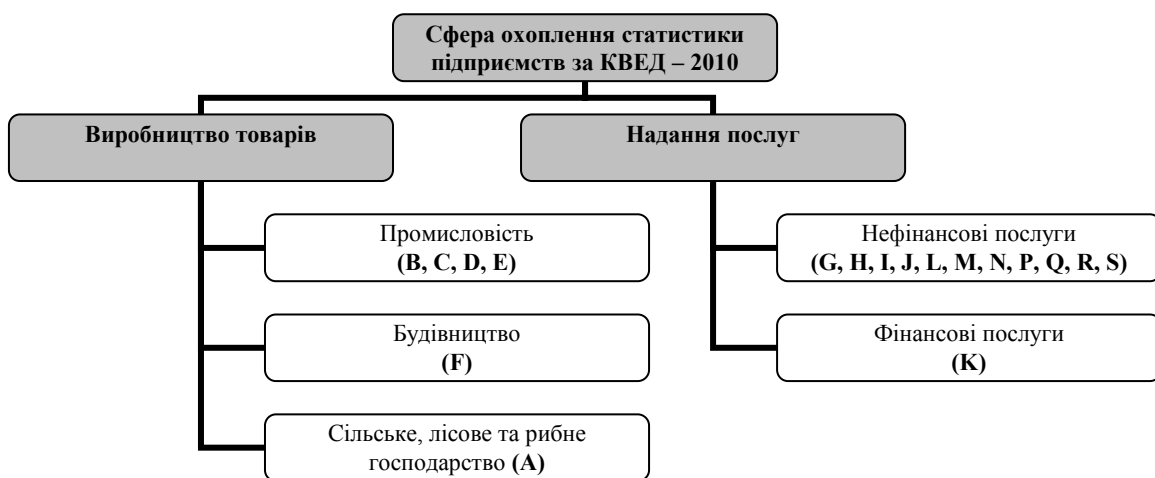 Сфера охоплення статистики
підприємств за КВЕД – 2010
Виробництво товарів
Надання послуг
Промисловість
(B, C, D, E)
Нефінансові послуги
(G, H, I, J, L, M, N, P, Q, R, S)
Будівництво
(F)
Фінансові послуги
(K)
Сільське, лісове та рибне
господарство (A)